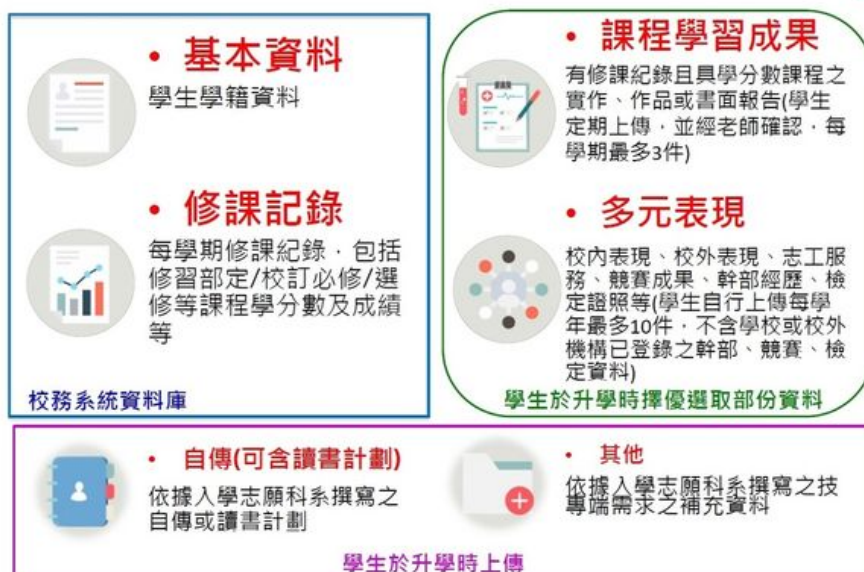 • 基本資料
學生學籍資料
• 修課記錄
每學期修課紀錄，包括
修習部定/校訂必修/選
修等課程學分數及成績
等
校務系統資料庫
• 課程學習成果
有修課紀錄且具學分數課程之
實作、作品或書面報告(學生
定期上傳，並經老師確認，每
學期最多3件)
• 多元表現
校內表現、校外表現、志工服
務、競賽成果、幹部經歷、檢
定證照等(學生自行上傳每學
年最多10件，不含學校或校外
機構已登錄之幹部、競賽、檢
定資料)
學生於升學時擇優選取部份資料
• 自傳(可含讀書計劃)
依據入學志願科系撰寫之
自傳或讀書計劃
• 其他
依據入學志願科系撰寫之技
專端需求之補充資料
學生於升學時上傳